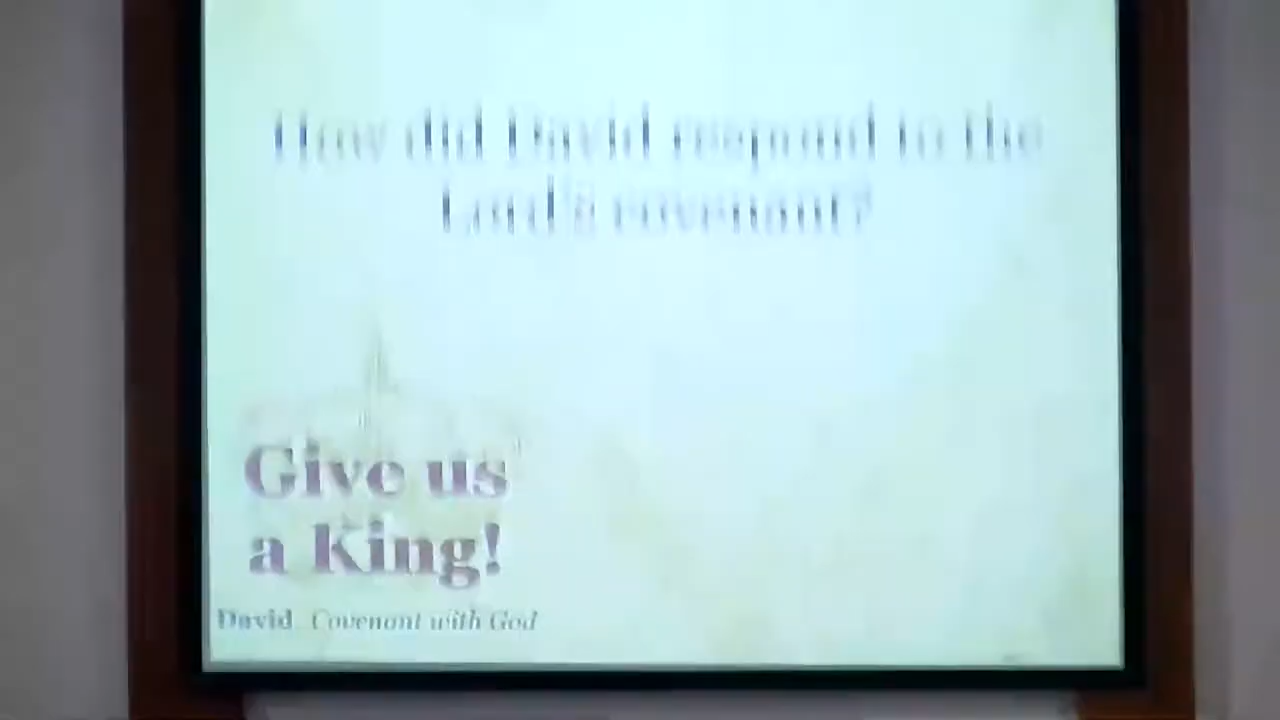 How did David respond to the
Lord's covenant?
Give us
a King!
David Covenant with God